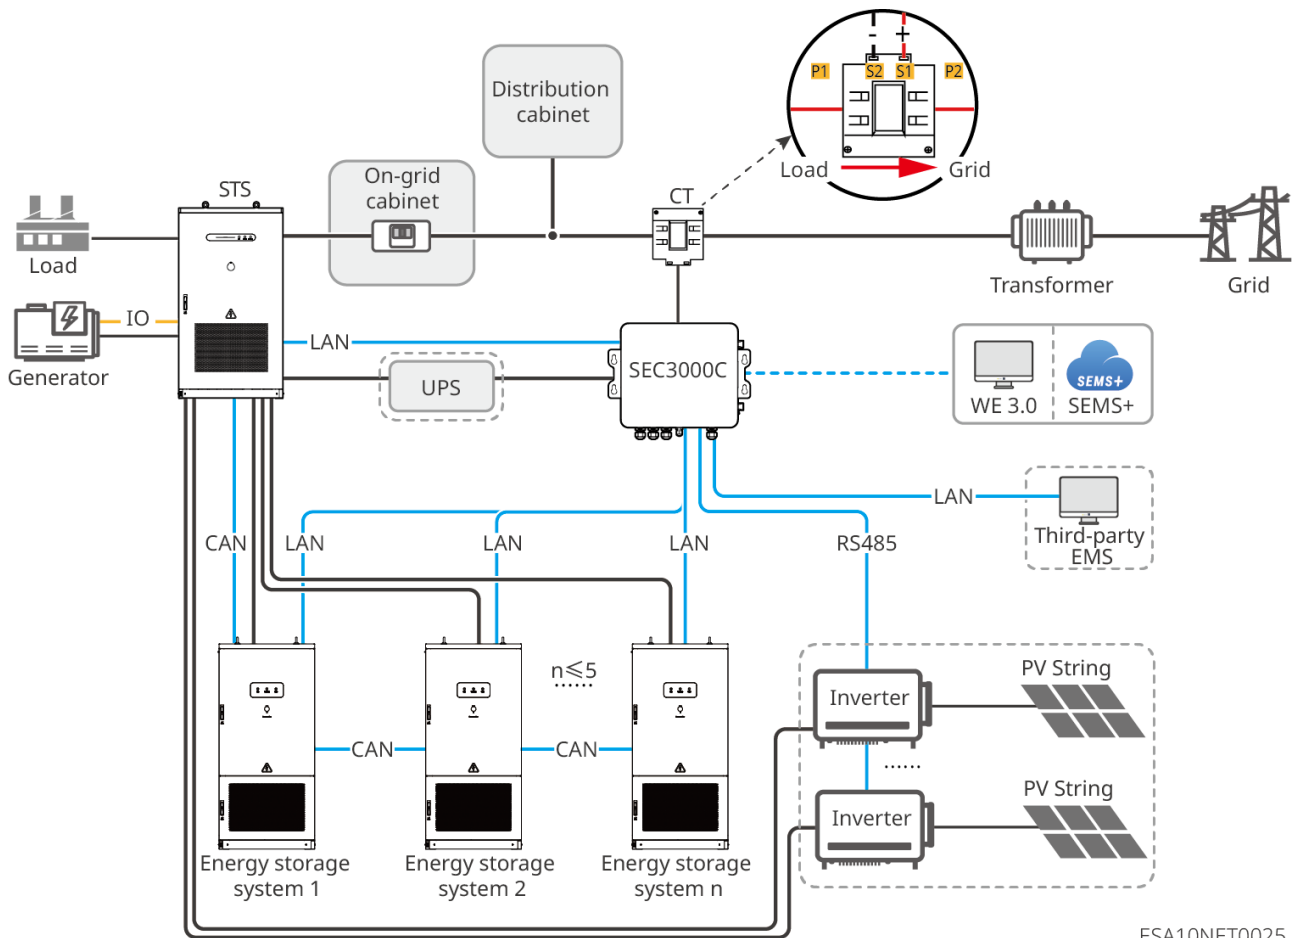 - +
P1 S2 S1 P2
Load Grid
Distribution
cabinet
On-grid
cabinet
STS
CT
Load
Transformer
Grid
IO
Generator
LAN
UPS
SEC3000C
SEMS+
WE 3.0
SEMS+
LAN
Third-party
EMS
CAN
LAN
LAN
LAN
RS485
n≤5
......
CAN
CAN
Energy storage
system 1
Energy storage
system 2
Energy storage
system n
Inverter
PV String
......
Inverter
PV String
ESA10NET0025